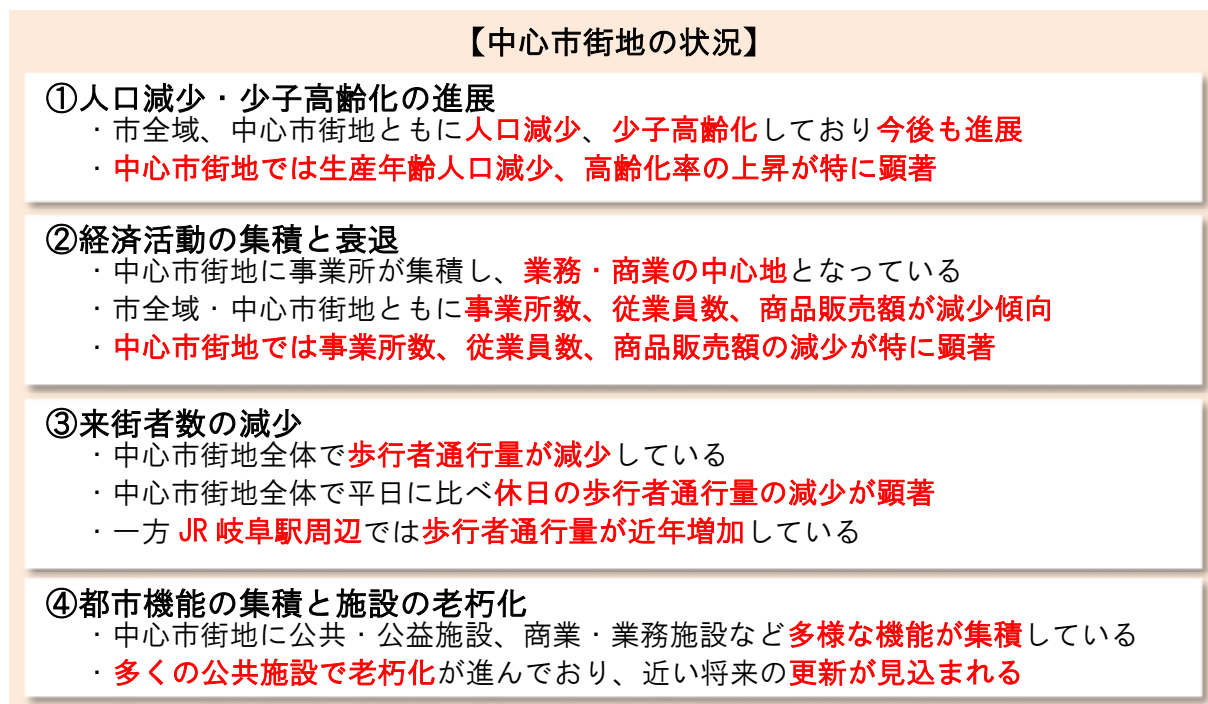 【中心市街地の状況】
①人口減少・少子高齢化の進展
・市全域、中心市街地ともに人口減少、少子高齢化しており今後も進展
・中心市街地では生産年齢人口減少、高齢化率の上昇が特に顕著
②経済活動の集積と衰退
・中心市街地に事業所が集積し、業務・商業の中心地となっている
・市全域・中心市街地ともに事業所数、従業員数、商品販売額が減少傾向
・中心市街地では事業所数、従業員数、商品販売額の減少が特に顕著
③来街者数の減少
・中心市街地全体で歩行者通行量が減少している
・中心市街地全体で平日に比べ休日の歩行者通行量の減少が顕著
・一方 JR 岐阜駅周辺では歩行者通行量が近年増加している
④都市機能の集積と施設の老朽化
・中心市街地に公共・公益施設、商業・業務施設など多様な機能が集積している
・多くの公共施設で老朽化が進んでおり、近い将来の更新が見込まれる